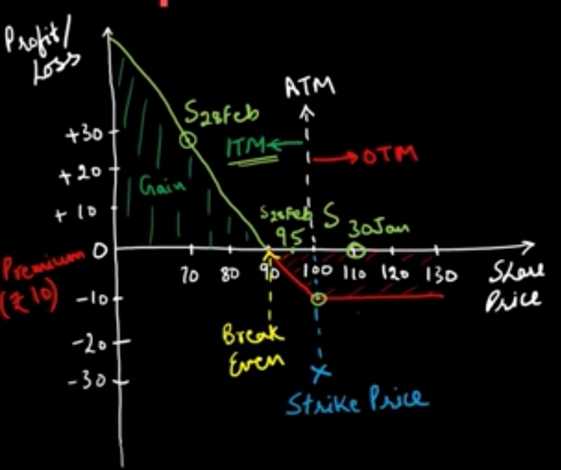 Profit/
Loss
ATM
S28Feb
+30
ITM
OTM
+20
Gain
+10
S28Feb
95
S30Jan
0
Premium
(₹10)
70 80 90 100 110 120 130
Share
Price
-10
Break
Even
-20
-30
X
Strike Price